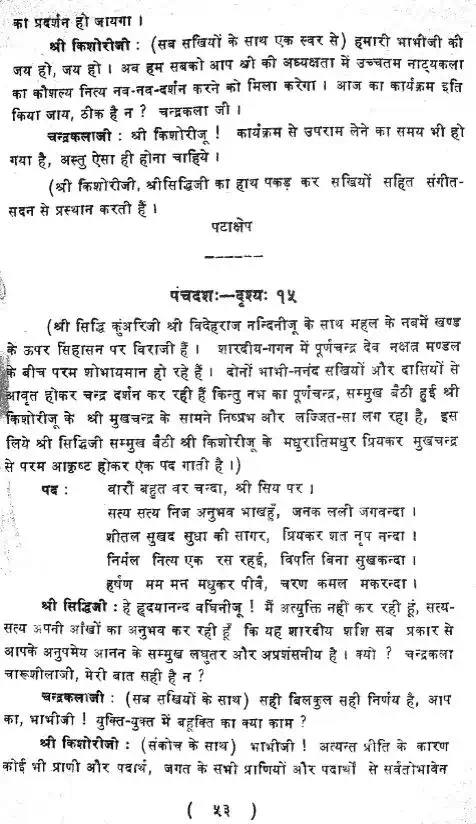 का प्रदर्शन हो जायगा ।
श्री किशोरीजी : (सब सखियों के साथ एक स्वर से) हमारी भाभीजी की
जय हो, जय हो । अब हम सबको आप श्री की अध्यक्षता में उच्चतम नाट्यकला
का कौशल्य नित्य नव-नव-दर्शन करने को मिला करेगा । आज का कार्यक्रम इति
किया जाय, ठीक है न ? चन्द्रकला जी ।
चन्द्रकलाजी : श्री किशोरीजू ! कार्यक्रम से उपराम लेने का समय भी हो
गया है, अस्तु ऐसा ही होना चाहिये ।
(श्री किशोरीजी, श्रीसिद्धिजी का हाथ पकड़ कर सखियों सहित संगीत-
सदन से प्रस्थान करती हैं ।
पटाक्षेप
पंचदशः—दृश्यः १५
(श्री सिद्धि कुंअरिजी श्री विदेहराज नन्दिनीजू के साथ महल के नबमें खण्ड
के ऊपर सिंहासन पर विराजी हैं । शारदीय-गगन में पूर्णचन्द्र देव नक्षत्र मण्डल
के बीच परम शोभायमान हो रहे हैं । दोनों भाभी-ननंद सखियों और दासियों से
आवृत होकर चन्द्र दर्शन कर रही हैं किन्तु नभ का पूर्णचन्द्र, सम्मुख बैठी हुई श्री
किशोरीजू के श्री मुखचन्द्र के सामने निष्प्रभ और लज्जित-सा लग रहा है, इस
लिये श्री सिद्धिजी सम्मुख बैठी श्री किशोरीजू के मधुरातिमधुर प्रियकर मुखचन्द्र
से परम आकृष्ट होकर एक पद गाती है ।)
पद : वारौं बहुत वर चन्दा, श्री सिय पर ।
सत्य सत्य निज अनुभव भाखहुँ, जनक लली जगवन्दा ।
शीतल सुखद सुधा की सागर, प्रियकर शत नृप नन्दा ।
निर्मल नित्य एक रस रहई, विपति बिना सुखकन्दा ।
हर्षण मम मन मधुकर पीवै, चरण कमल मकरन्दा ।
श्री सिद्धिजी : हे हृदयानन्द वर्धिनीजू ! मैं अत्युक्ति नहीं कर रही हूं, सत्य-
सत्य अपनी आंखों का अनुभव कर रही हूँ कि यह शारदीय शशि सब प्रकार से
आपके अनुपमेय आनन के सम्मुख लघुतर और अप्रशंसनीय है । क्यों ? चन्द्रकला
चारूशीलाजी, मेरी बात सही है न ?
चन्द्रकलाजी : (सब सखियों के साथ) सही बिलकुल सही निर्णय है, आप
का, भाभीजी ! युक्ति-युक्त में बहूक्ति का क्या काम ?
श्री किशोरीजी : (संकोच के साथ) भाभीजी ! अत्यन्त प्रीति के कारण
कोई भी प्राणी और पदार्थ, जगत के सभी प्राणियों और पदार्थों से सर्वतोभावेन
( ५३ )